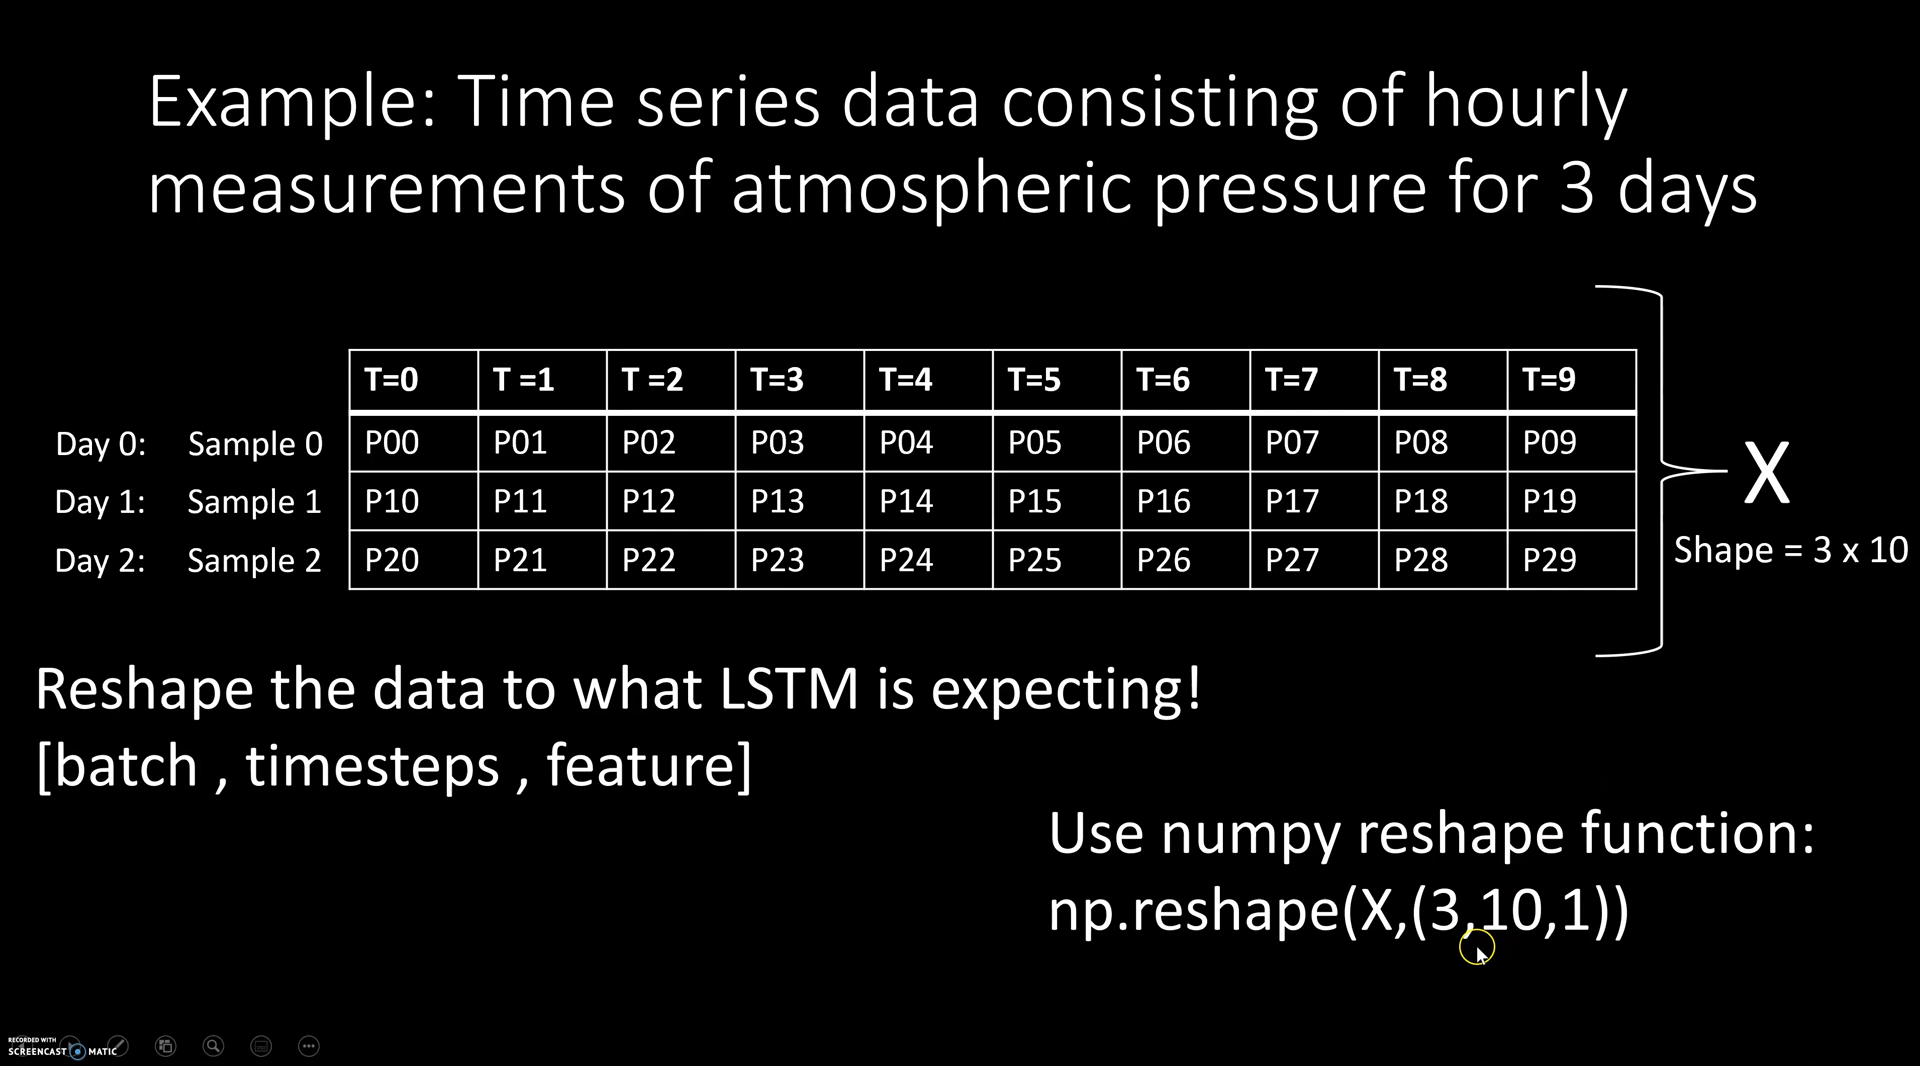 Example: Time series data consisting of hourly
measurements of atmospheric pressure for 3 days
T=0 T =1 T =2 T=3 T=4 T=5 T=6 T=7 T=8 T=9
Day 0: Sample 0 P00 P01 P02 P03 P04 P05 P06 P07 P08 P09
Day 1: Sample 1 P10 P11 P12 P13 P14 P15 P16 P17 P18 P19
Day 2: Sample 2 P20 P21 P22 P23 P24 P25 P26 P27 P28 P29
X
Shape = 3 x 10
Reshape the data to what LSTM is expecting!
[batch , timesteps , feature]
Use numpy reshape function:
np.reshape(X,(3,10,1))
RECORDED WITH
SCREENCAST MATIC